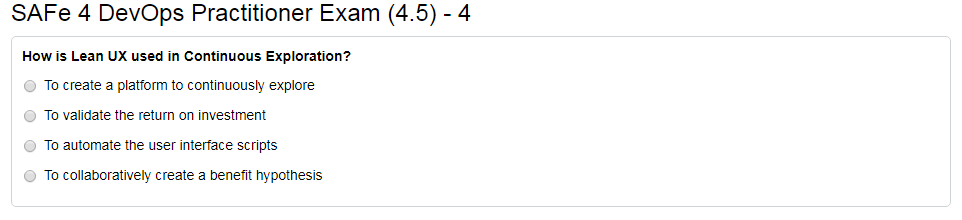 SAFe 4 DevOps Practitioner Exam (4.5) - 4
How is Lean UX used in Continuous Exploration?
To create a platform to continuously explore
To validate the return on investment
To automate the user interface scripts
To collaboratively create a benefit hypothesis